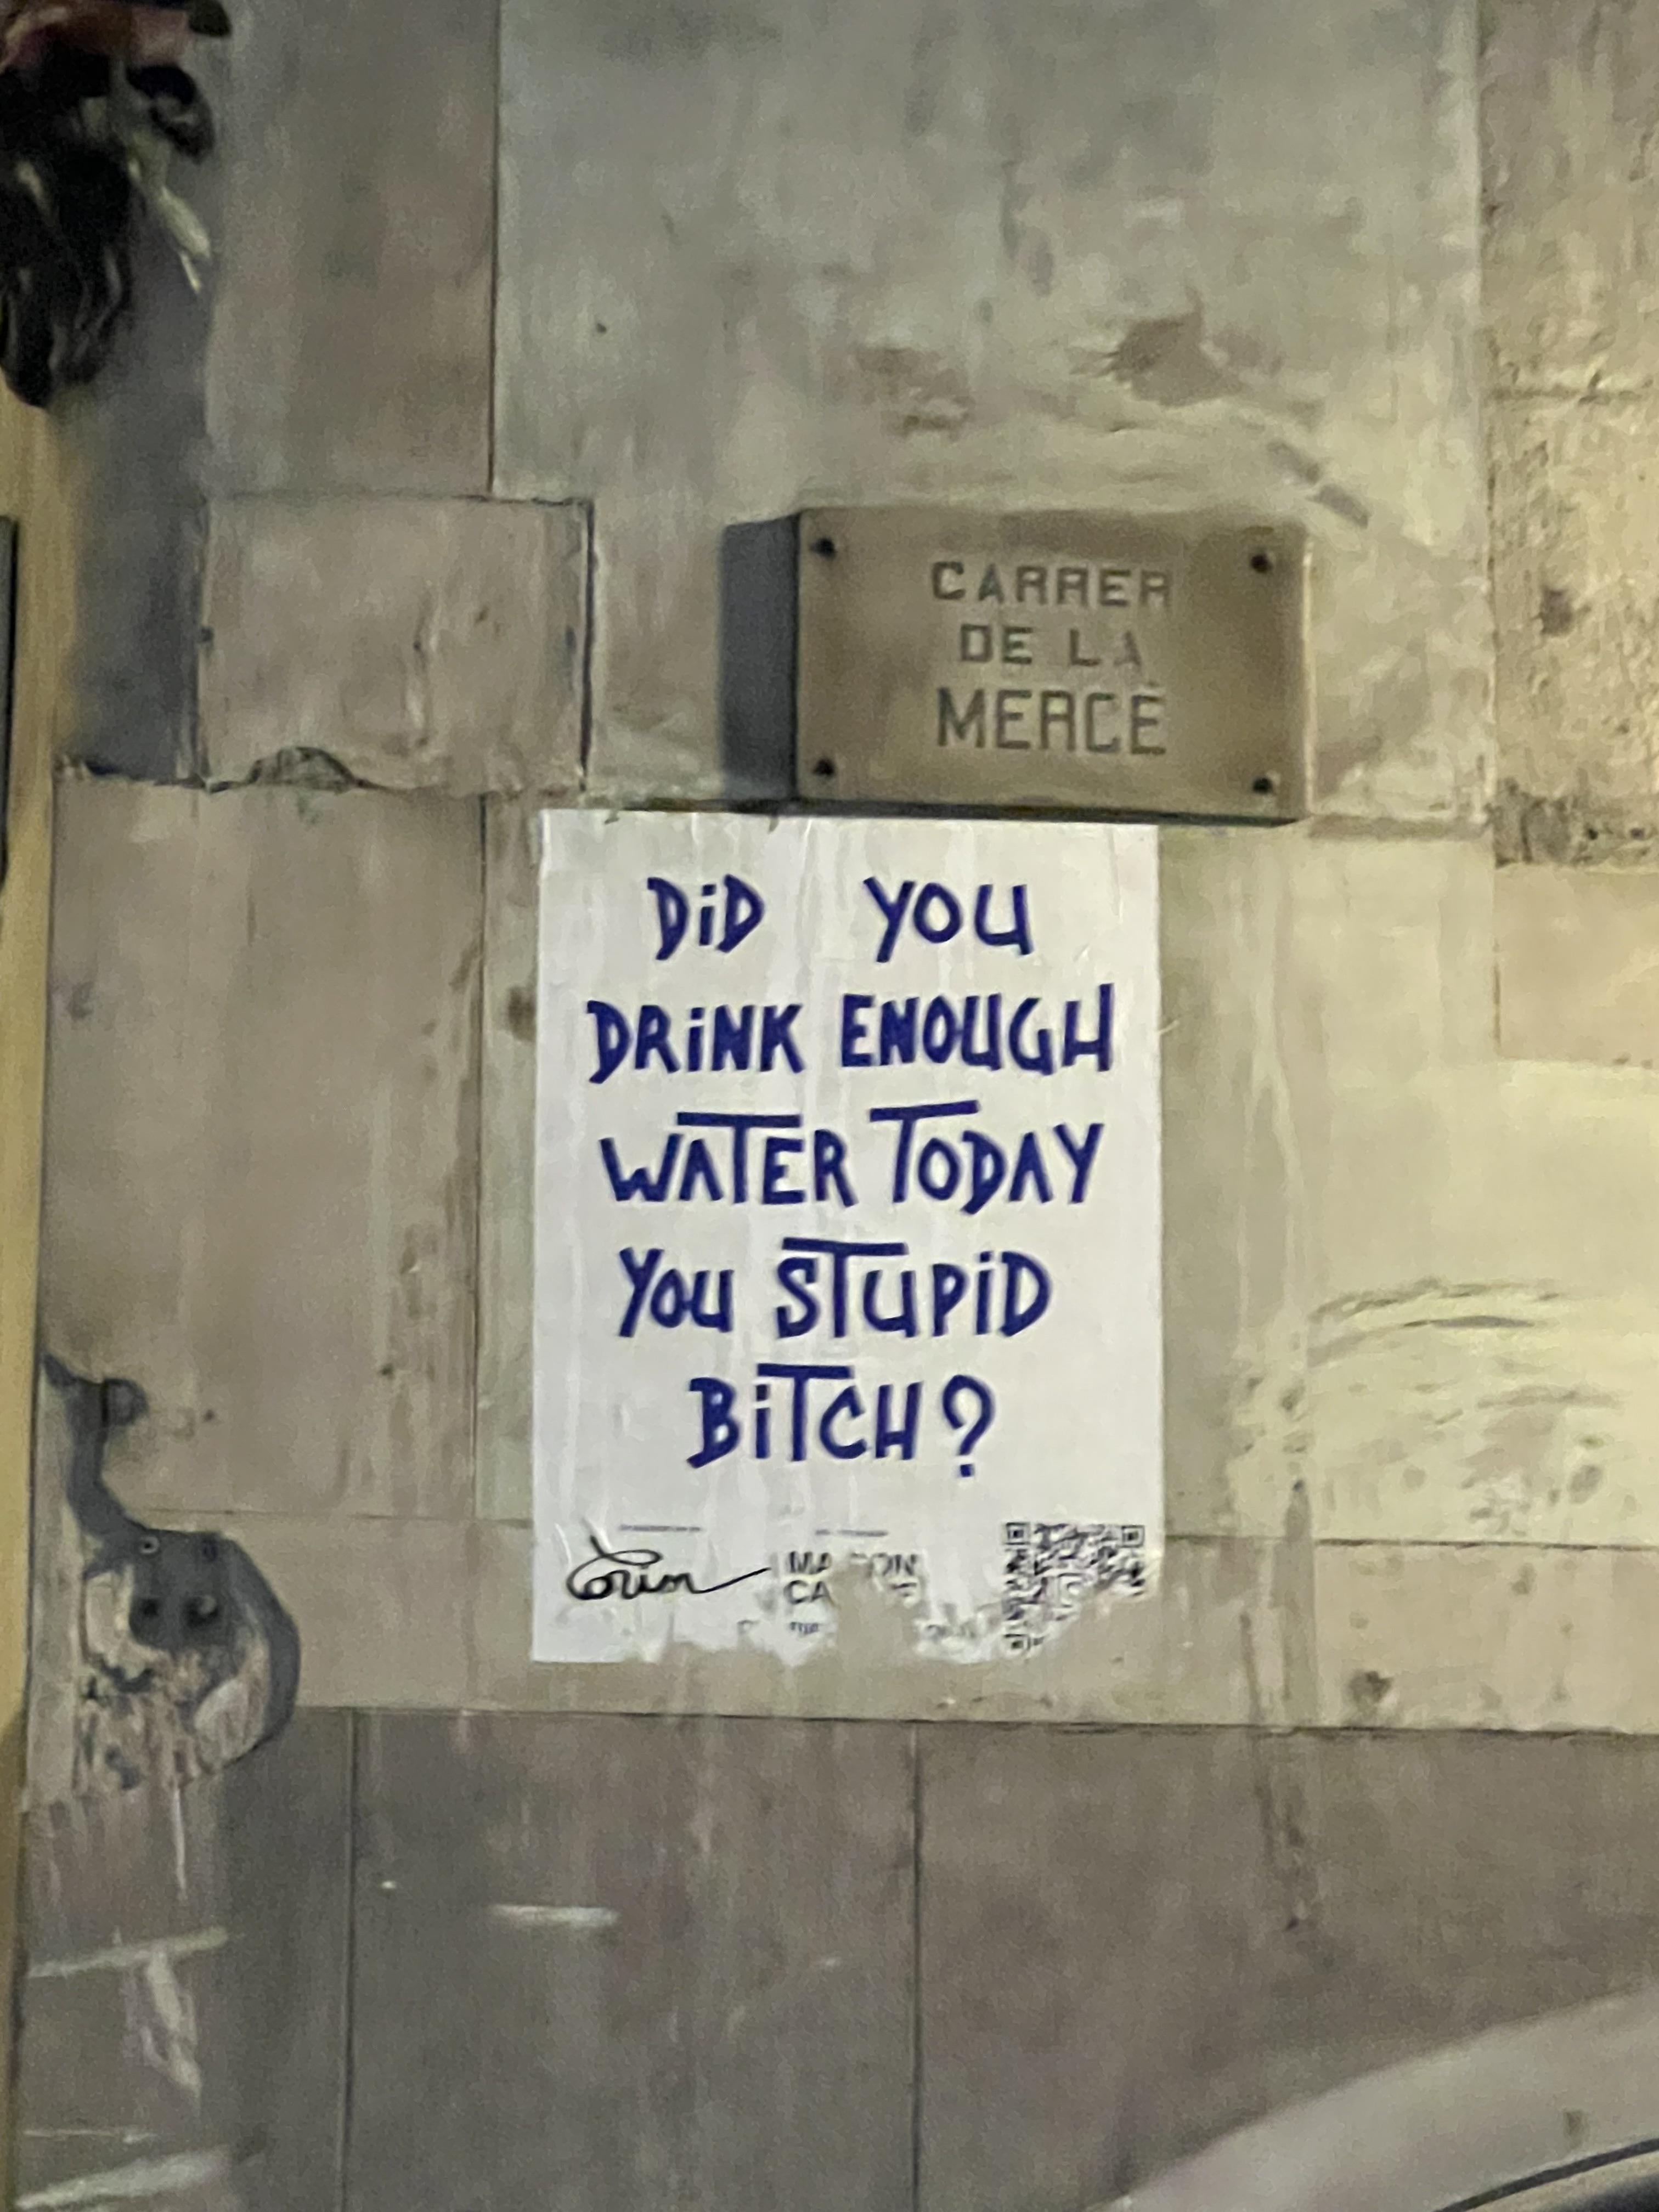 CARRER
DE LA
MERCÈ
DiD YOU
DRiNK ENOUGH
WATER TODAY
YOU STUPiD
BiTCH?